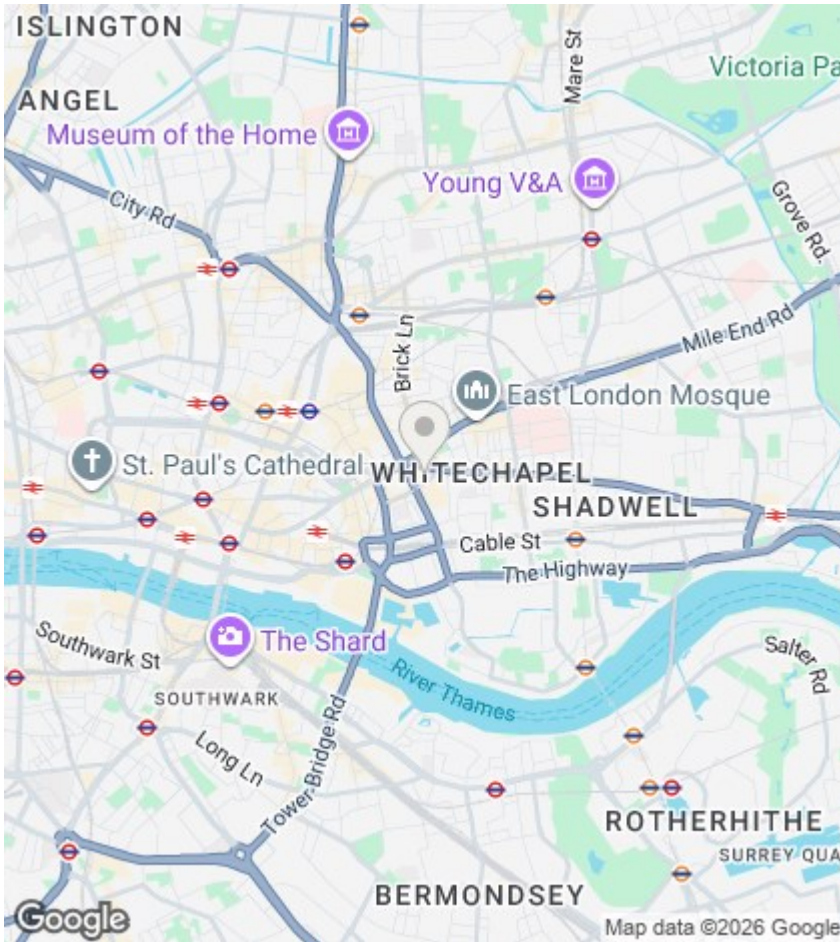 ISLINGTON
Mare St
Victoria Pa
ANGEL
Museum of the Home
Young V&A
City Rd
Grove Rd.
Mile End Rd
Brick Ln
East London Mosque
St. Paul's Cathedral
WHITECHAPEL
SHADWELL
Cable St
The Highway
Southwark St
The Shard
River Thames
Salter Rd
SOUTHWARK
Long Ln
Tower Bridge Rd
ROTHERHITHE
SURREY QUA
BERMONDSEY
Google
Map data ©2026 Google